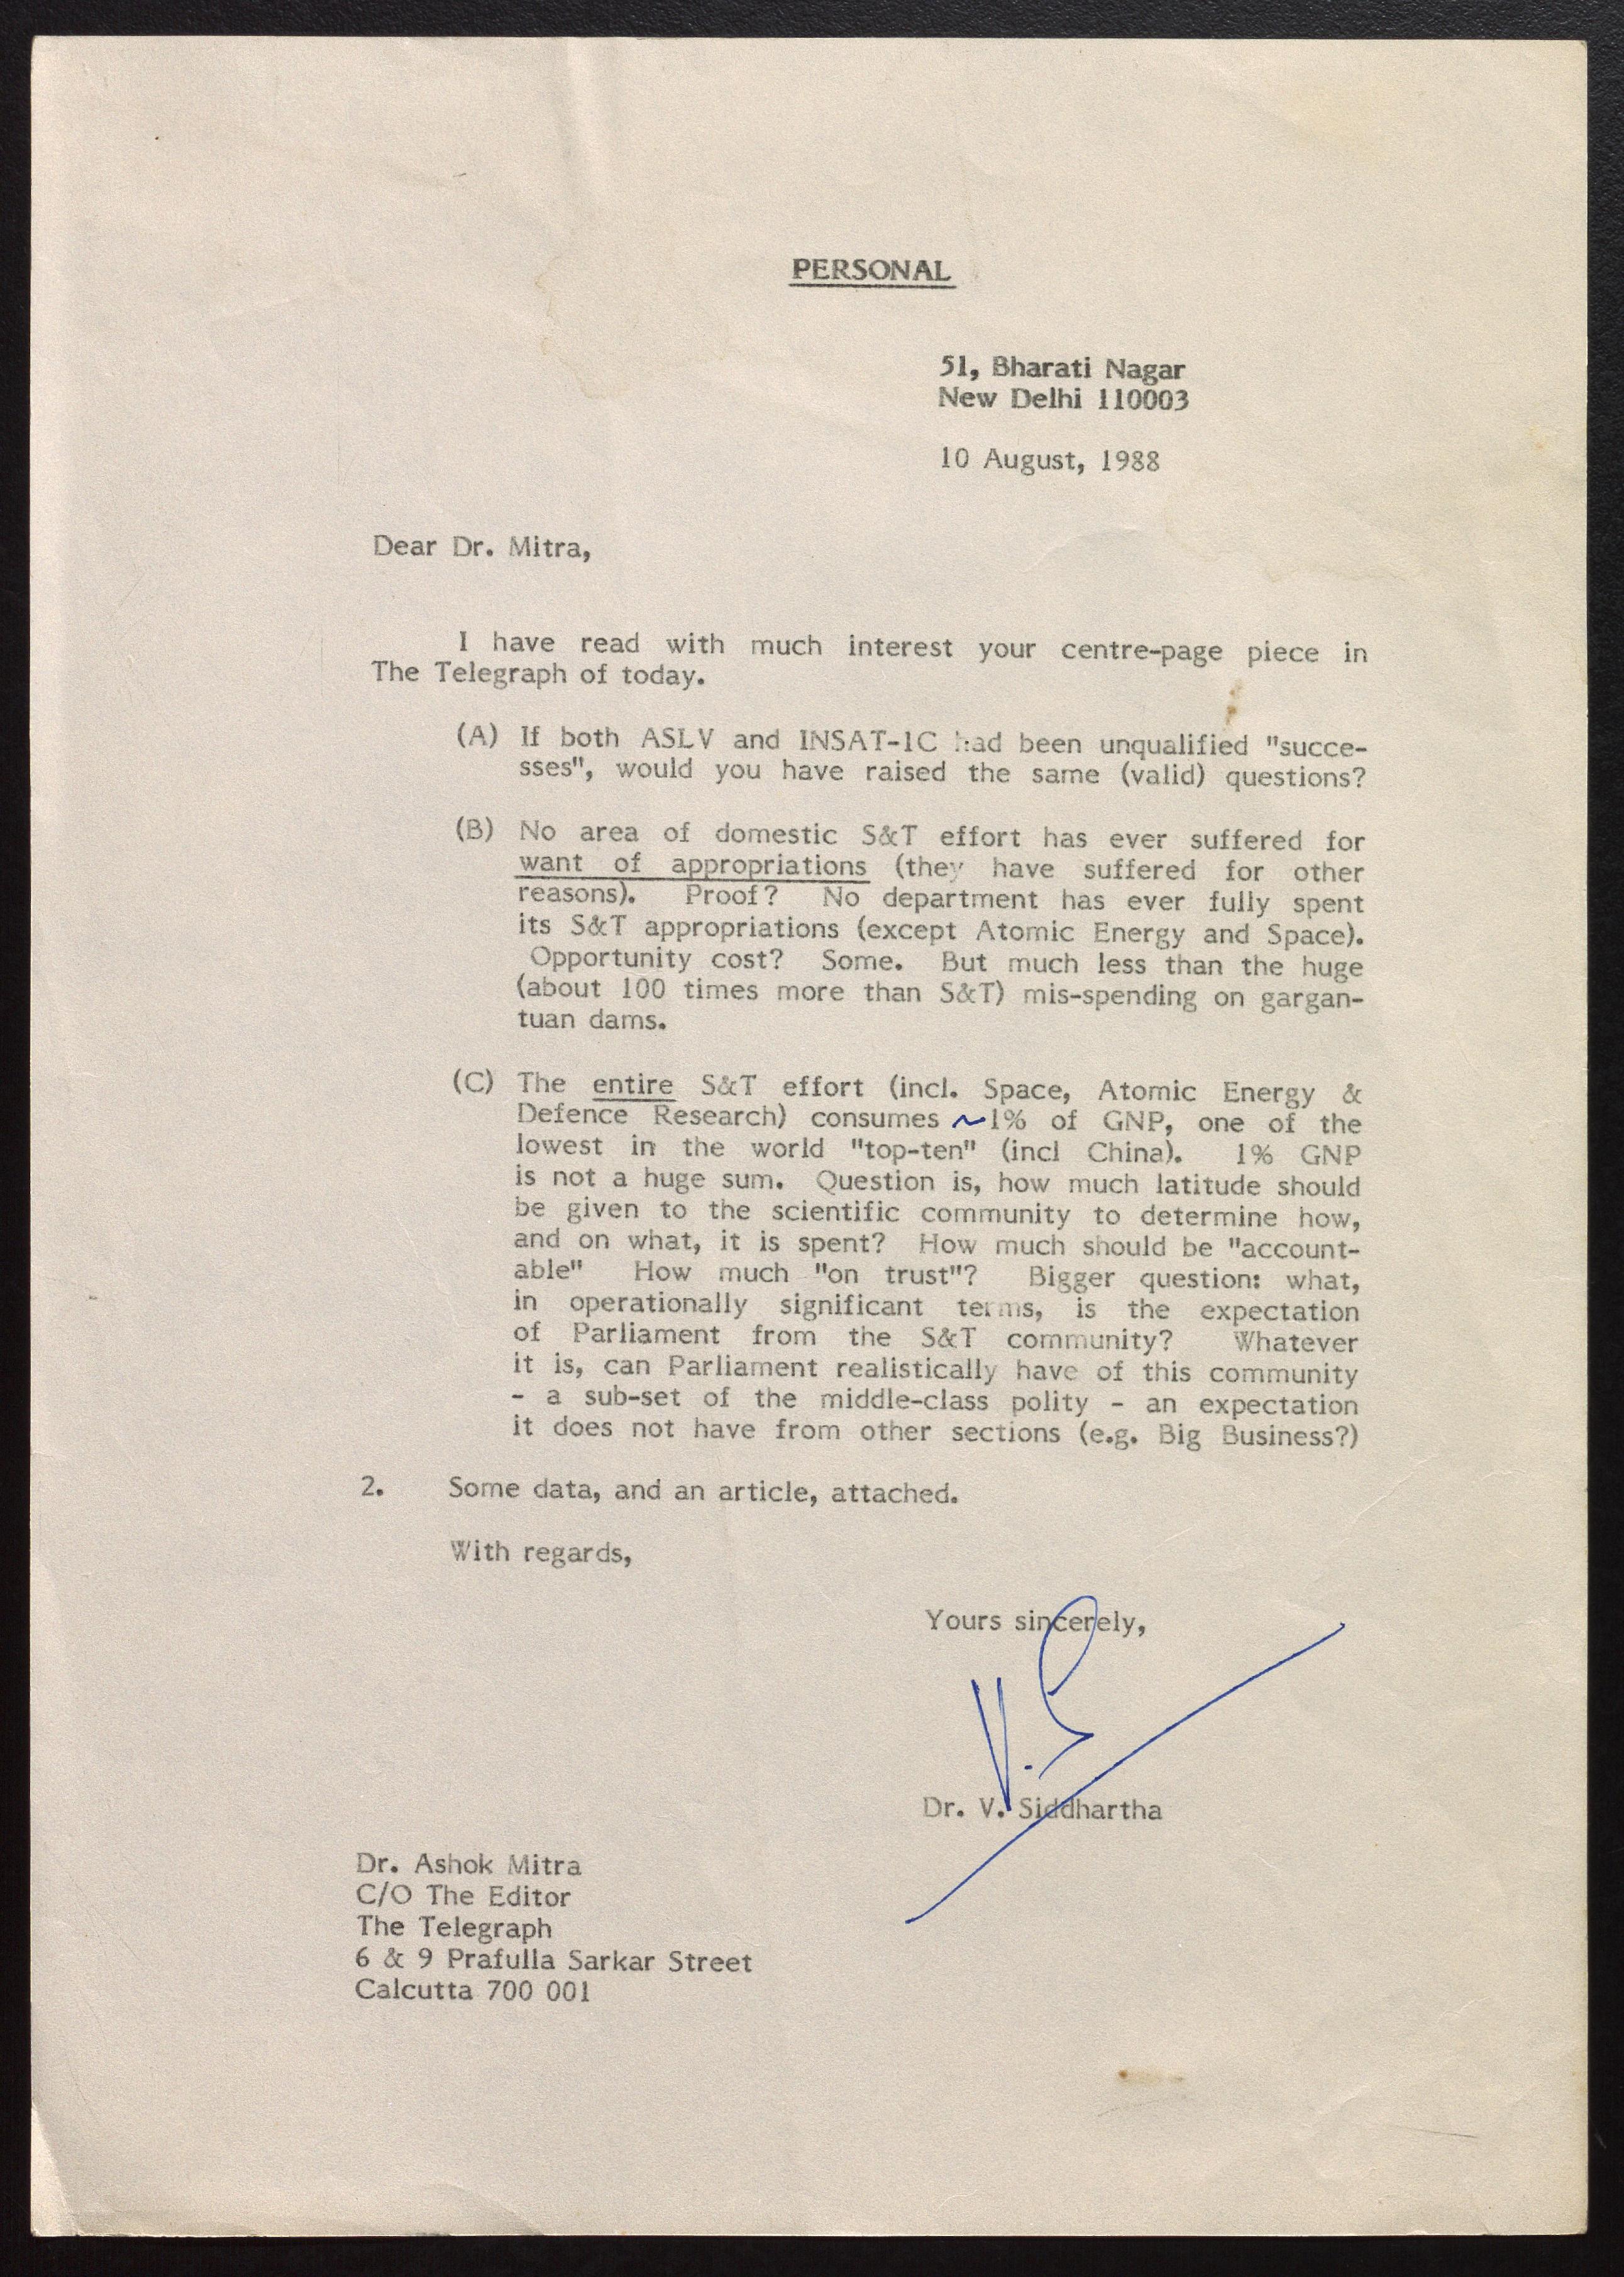 PERSONAL
51, Bharati Nagar
New Delhi 110003
10 August, 1988
Dear Dr. Mitra,
I have read with much interest your centre-page piece in
The Telegraph of today.
(A) If both ASLV and INSAT-1C had been unqualified "succe-
sses", would you have raised the same (valid) questions?
(B) No area of domestic S&T effort has ever suffered for
want of appropriations (they have suffered for other
reasons). Proof? No department has ever fully spent
its S&T appropriations (except Atomic Energy and Space).
Opportunity cost? Some. But much less than the huge
(about 100 times more than S&T) mis-spending on gargan-
tuan dams.
(C) The entire S&T effort (incl. Space, Atomic Energy &
Defence Research) consumes ~1% of GNP, one of the
lowest in the world "top-ten" (incl China). 1% GNP
is not a huge sum. Question is, how much latitude should
be given to the scientific community to determine how,
and on what, it is spent? How much should be "account-
able" How much "on trust"? Bigger question: what,
in operationally significant terms, is the expectation
of Parliament from the S&T community? Whatever
it is, can Parliament realistically have of this community
- a sub-set of the middle-class polity - an expectation
it does not have from other sections (e.g. Big Business?)
2. Some data, and an article, attached.
With regards,
Yours sincerely,
V.S
Dr. V. Siddhartha
Dr. Ashok Mitra
C/O The Editor
The Telegraph
6 & 9 Prafulla Sarkar Street
Calcutta 700 001